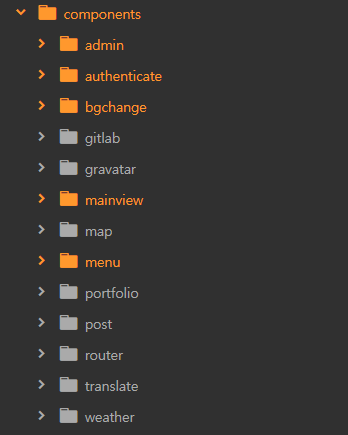 components
admin
authenticate
bgchange
gitlab
gravatar
mainview
map
menu
portfolio
post
router
translate
weather